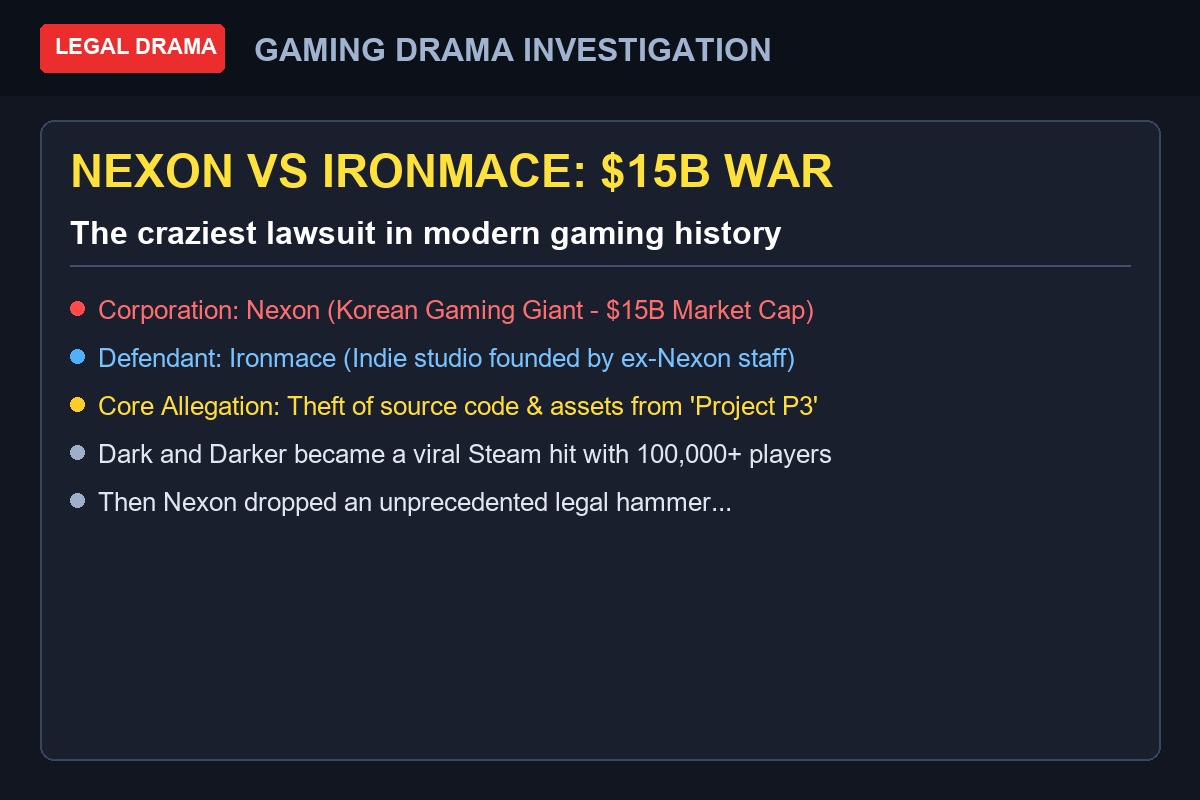 LEGAL DRAMA
GAMING DRAMA INVESTIGATION
NEXON VS IRONMACE: $15B WAR
The craziest lawsuit in modern gaming history
Corporation: Nexon (Korean Gaming Giant - $15B Market Cap)
Defendant: Ironmace (Indie studio founded by ex-Nexon staff)
Core Allegation: Theft of source code & assets from 'Project P3'
Dark and Darker became a viral Steam hit with 100,000+ players
Then Nexon dropped an unprecedented legal hammer...